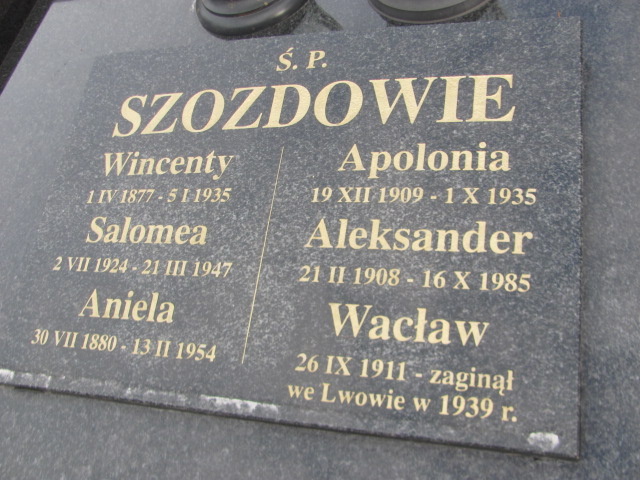 Ś. P.
SZOZDOWIE
Wincenty
1 IV 1877 - 5 I 1935
Salomea
2 VII 1924 - 21 III 1947
Aniela
30 VII 1880 - 13 II 1954
Apolonia
19 XII 1909 - 1 X 1935
Aleksander
21 II 1908 - 16 X 1985
Wacław
26 IX 1911 - zaginął
we Lwowie w 1939 r.